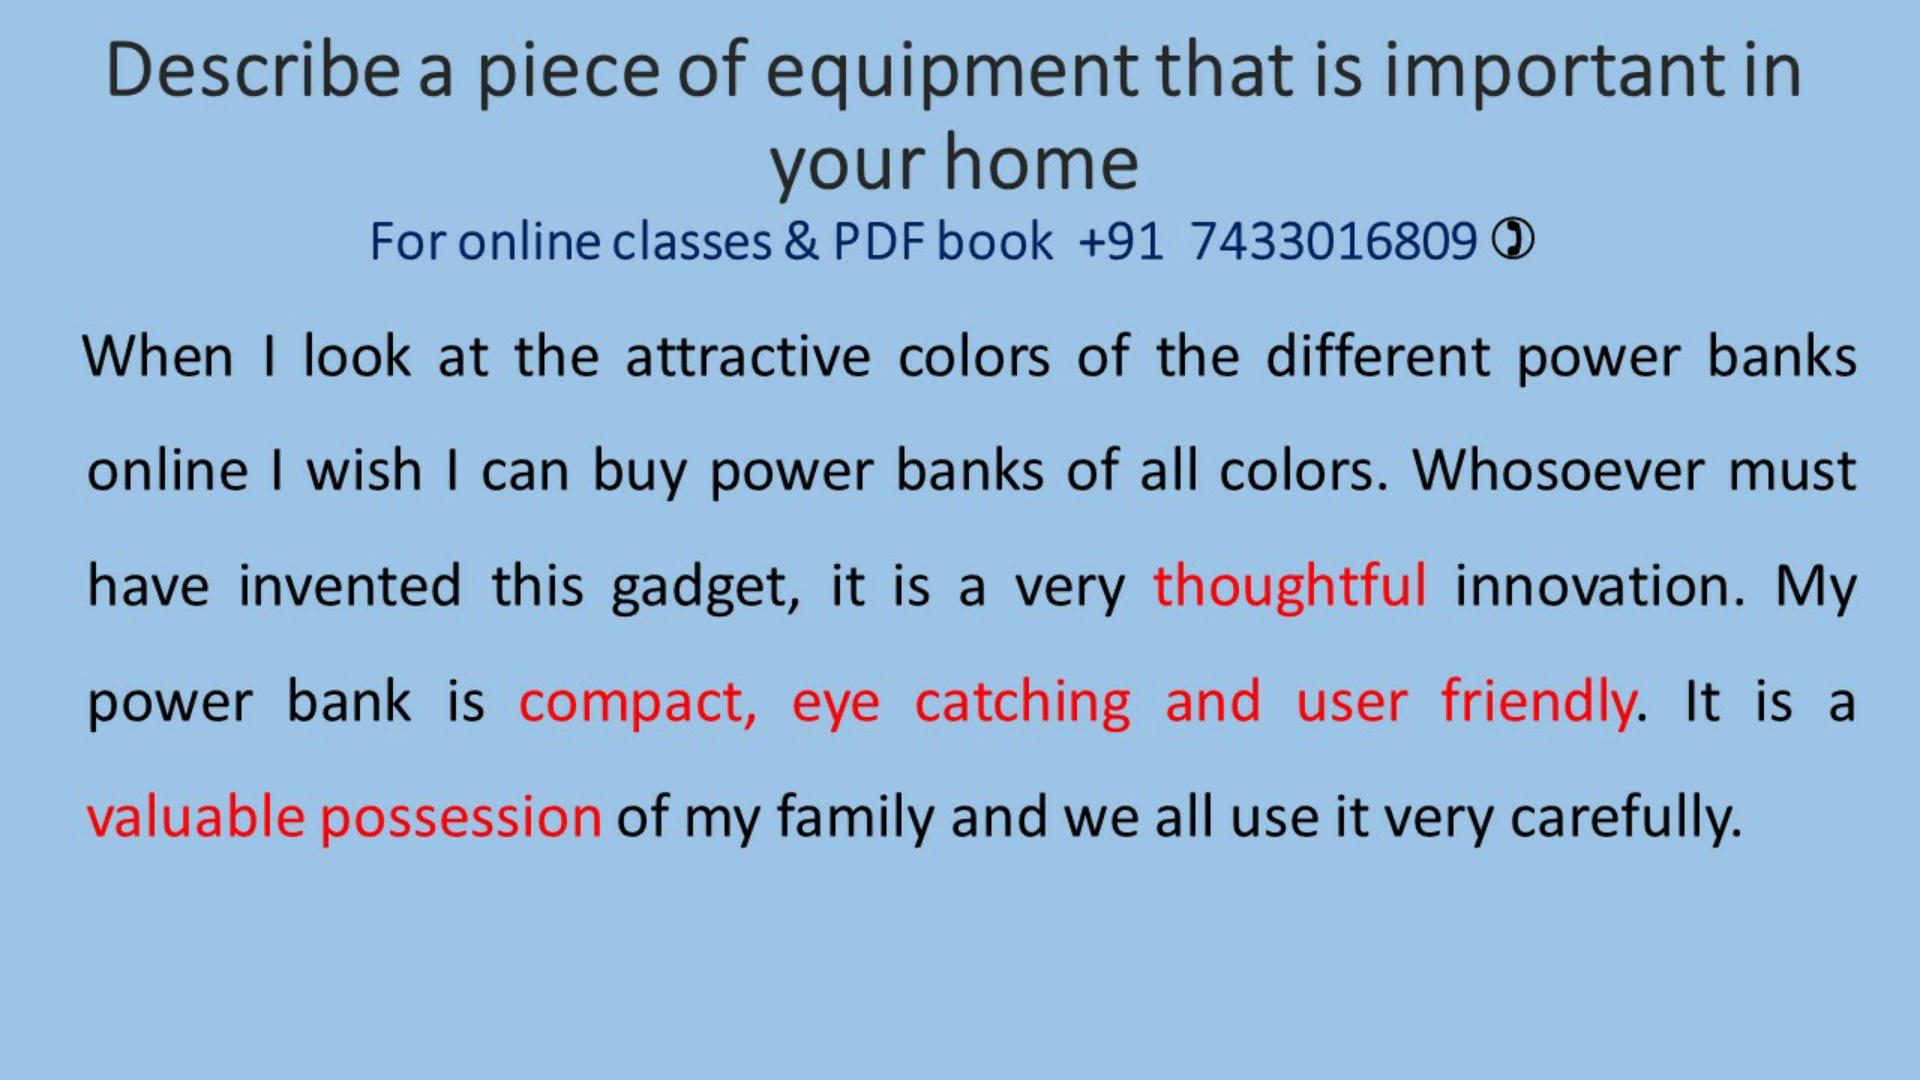 Describe a piece of equipment that is important in
your home
For online classes & PDF book +91 7433016809 ✆
When I look at the attractive colors of the different power banks
online I wish I can buy power banks of all colors. Whosoever must
have invented this gadget, it is a very thoughtful innovation. My
power bank is compact, eye catching and user friendly. It is a
valuable possession of my family and we all use it very carefully.